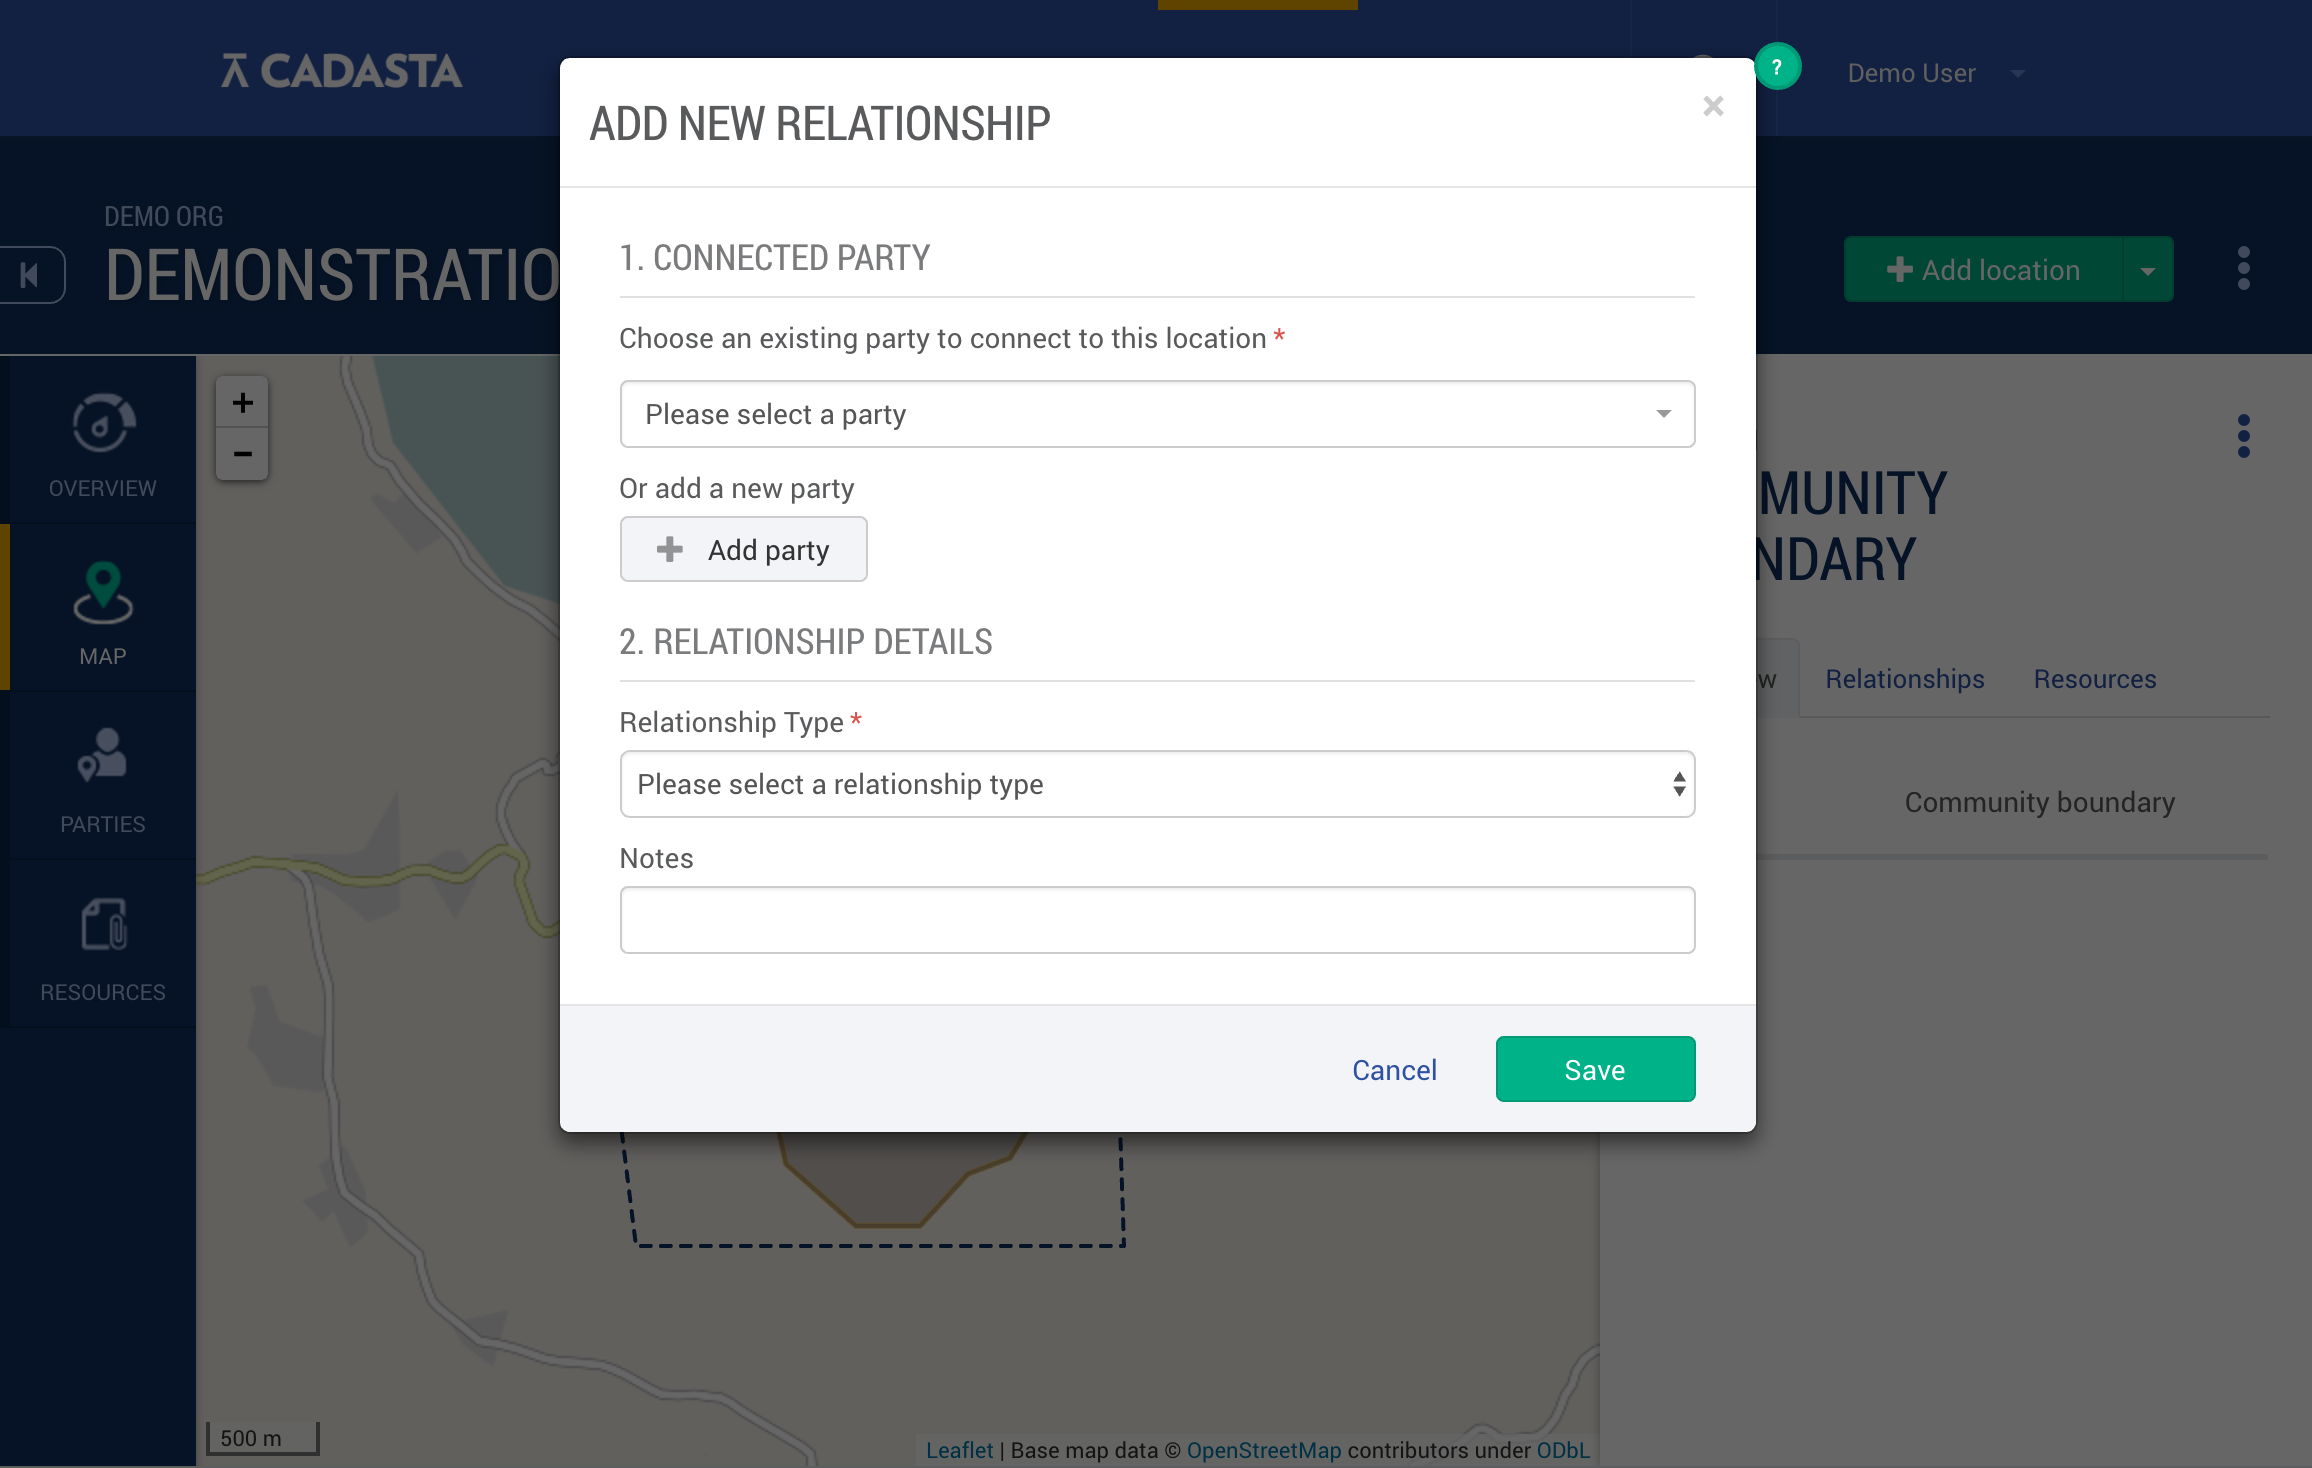 CADASTA
?
Demo User
DEMO ORG
DEMONSTRATIO
+ Add location
OVERVIEW
MAP
PARTIES
RESOURCES
+
−
ADD NEW RELATIONSHIP
×
1. CONNECTED PARTY
Choose an existing party to connect to this location *
Please select a party
Or add a new party
+ Add party
2. RELATIONSHIP DETAILS
Relationship Type *
Please select a relationship type
Notes
Cancel
Save
MUNITY
NDARY
w
Relationships
Resources
Community boundary
500 m
Leaflet | Base map data © OpenStreetMap contributors under ODbL